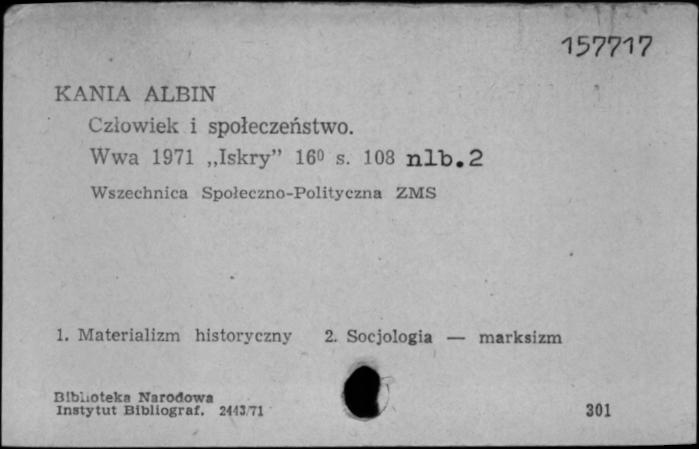 157717
KANIA ALBIN
Człowiek i społeczeństwo.
Wwa 1971 „Iskry” 16⁰ s. 108 nlb.2
Wszechnica Społeczno-Polityczna ZMS
1. Materializm historyczny 2. Socjologia — marksizm
Biblioteka Narodowa
Instytut Bibliograf. 2443/71 301